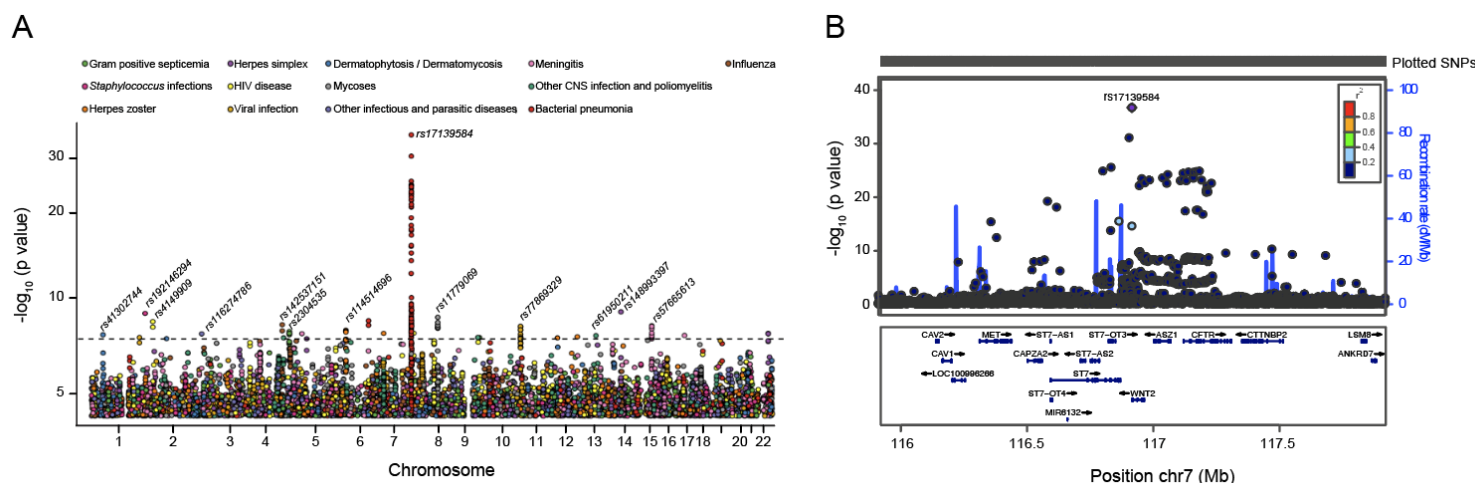 A
Gram positive septicemia Herpes simplex Dermatophytosis / Dermatomycosis Meningitis Influenza
Staphylococcus infections HIV disease Mycoses Other CNS infection and poliomyelitis
Herpes zoster Viral infection Other infectious and parasitic diseases Bacterial pneumonia
-log10 (p value)
30
20
10
5
rs17139584
rs41302744
rs192146294
rs4149909
rs116274786
rs142537151
rs2304535
rs114514696
rs11779069
rs77869329
rs61950211
rs148993397
rs57665613
1 2 3 4 5 6 7 8 9 10 11 12 13 14 15 16 17 18 19 20 21 22
Chromosome
B
Plotted SNPs
-log10 (p value)
40
30
20
10
0
rs17139584
r2
0.8
0.6
0.4
0.2
100
80
60
40
20
0
Recombination rate (cM/Mb)
CAV2 MET ST7-AS1 ST7-OT3 ASZ1 CFTR CTTNBP2 LSM8
CAV1 CAPZA2 ST7-AS2 ANKRD7
LOC100996266 ST7
ST7-OT4 WNT2
MIR6132
116 116.5 117 117.5
Position chr7 (Mb)